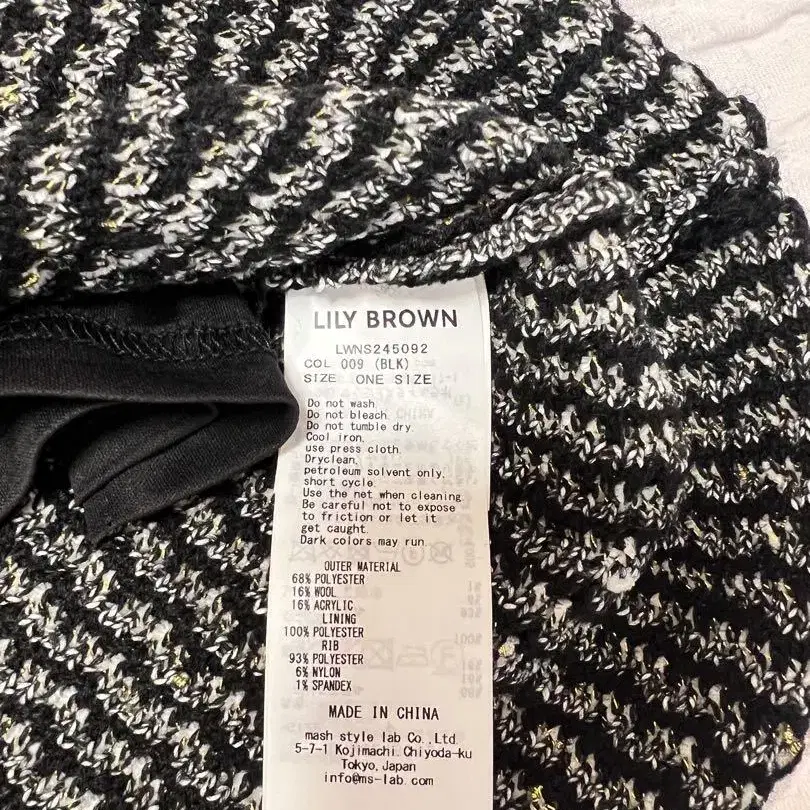 LILY BROWN
LWNS245092
COL 009 (BLK)
SIZE ONE SIZE
Do not wash.
Do not bleach.
Do not tumble dry.
Cool iron,
use press cloth.
Dryclean,
petroleum solvent only,
short cycle.
Use the net when cleaning
Be careful not to expose
to friction or let it
get caught.
Dark colors may run.
OUTER MATERIAL
68% POLYESTER
16% WOOL
16% ACRYLIC
LINING
100% POLYESTER
RIB
93% POLYESTER
6% NYLON
1% SPANDEX
MADE IN CHINA
mash style lab Co.,Ltd.
5-7-1 Kojimachi,Chiyoda-ku
Tokyo,Japan
info@ms-lab.com